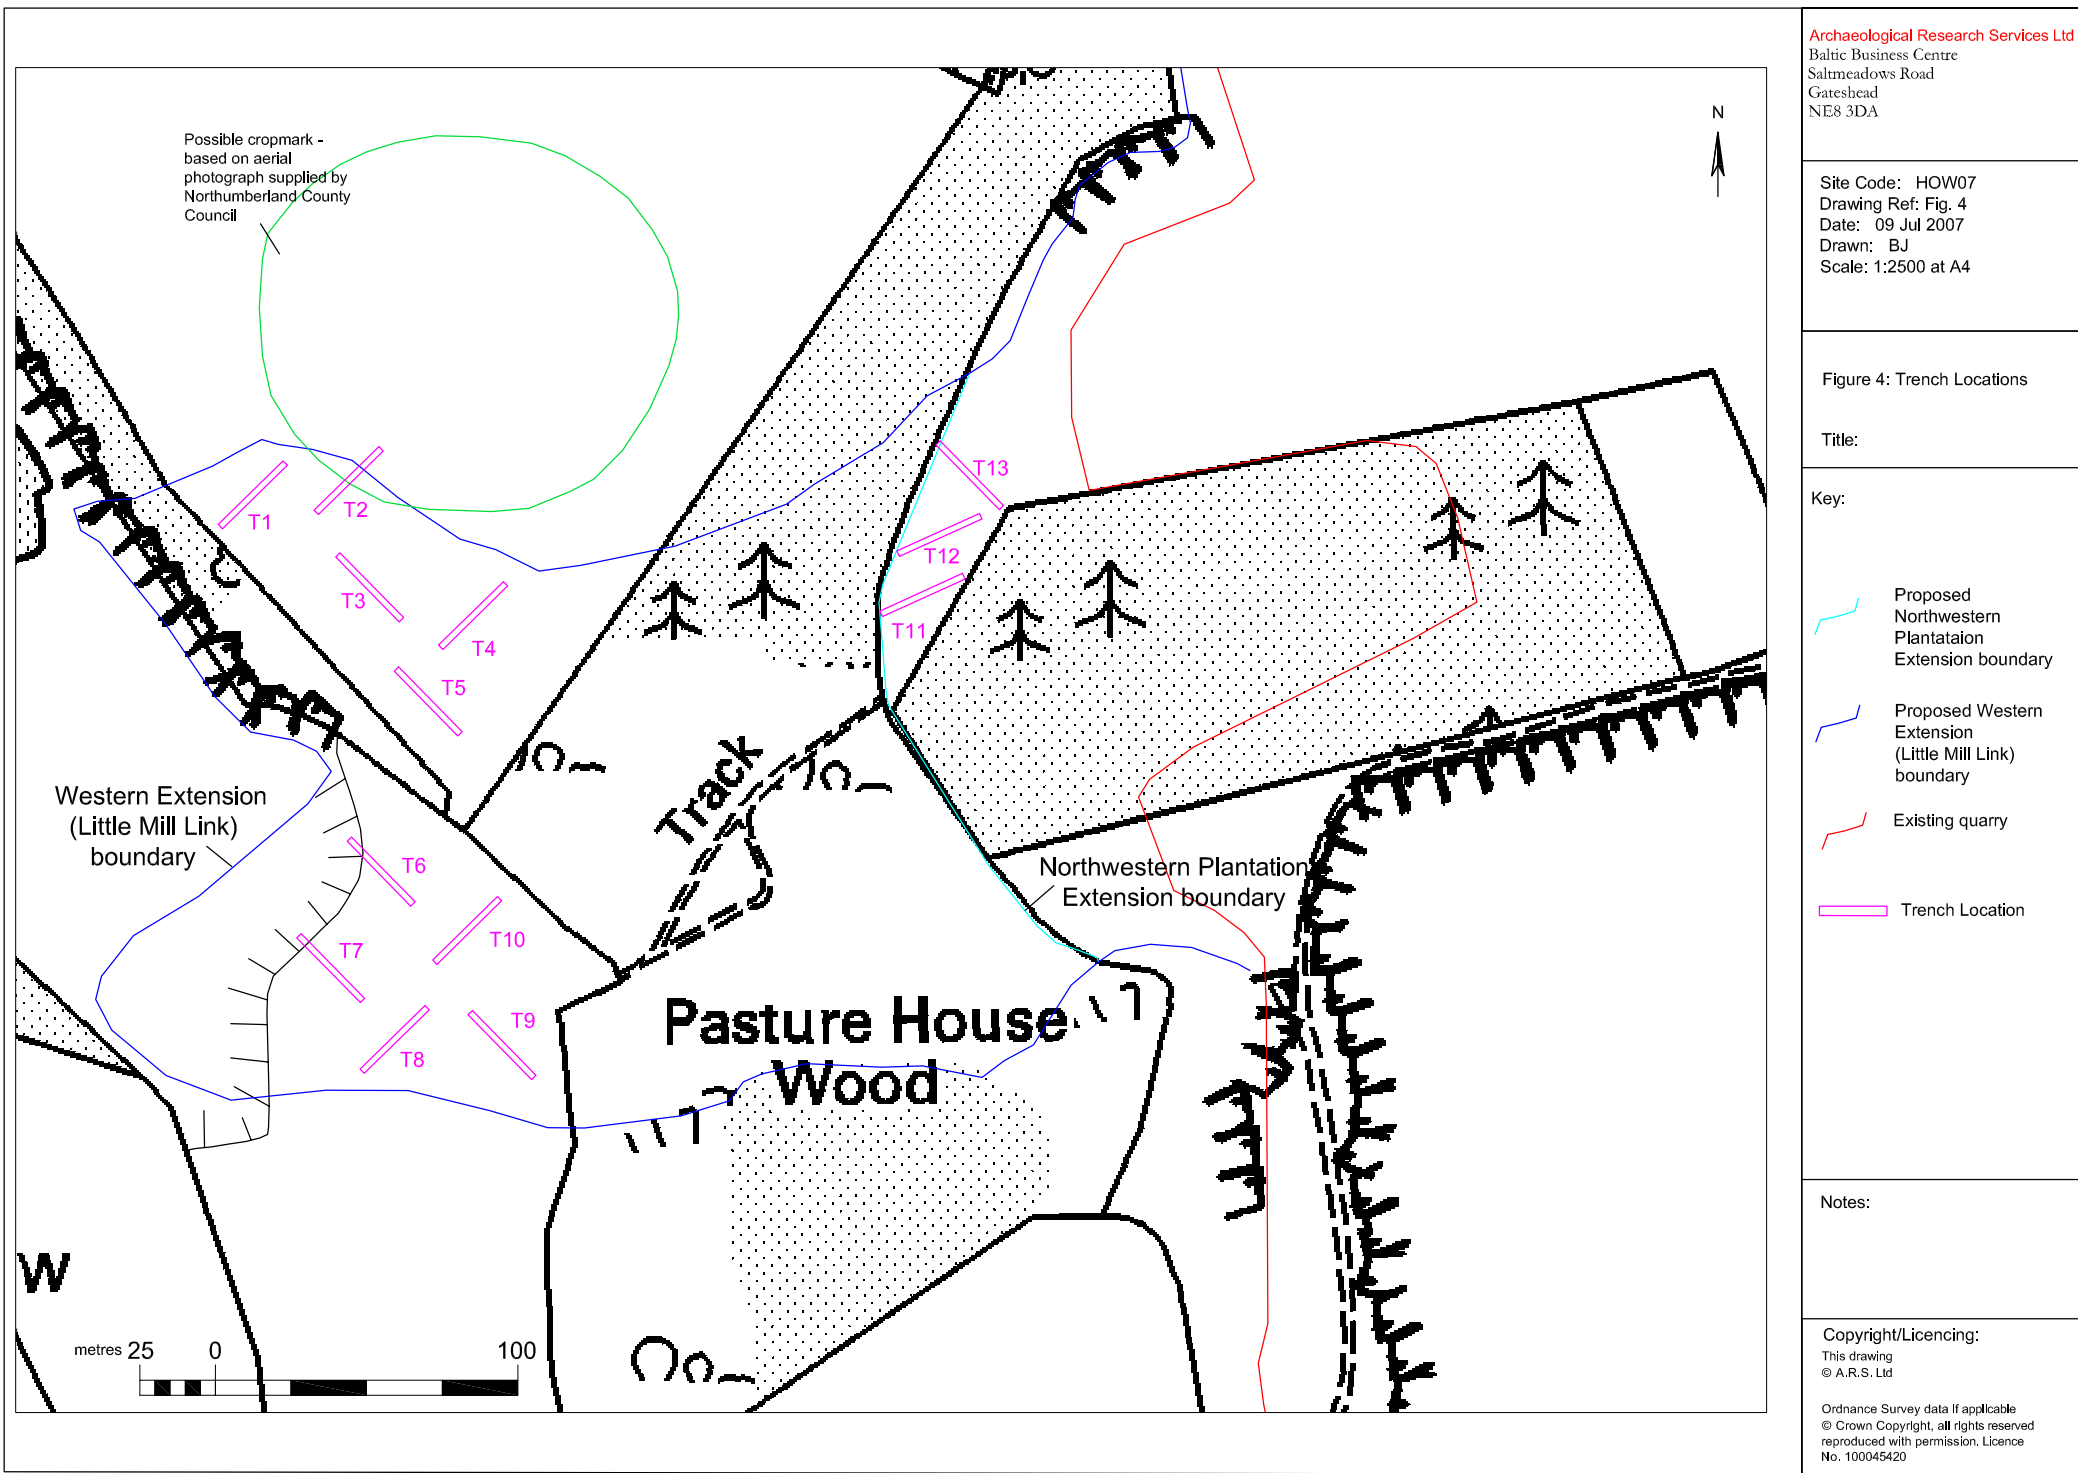 Possible cropmark -
based on aerial
photograph supplied by
Northumberland County
Council
N
T1
T2
T3
T4
T5
T13
T12
T11
Track
Western Extension
(Little Mill Link)
boundary
T6
T7
T10
T8
T9
Northwestern Plantation
Extension boundary
Pasture House
Wood
W
metres 25 0 100
Archaeological Research Services Ltd
Baltic Business Centre
Saltmeadows Road
Gateshead
NE8 3DA
Site Code: HOW07
Drawing Ref: Fig. 4
Date: 09 Jul 2007
Drawn: BJ
Scale: 1:2500 at A4
Figure 4: Trench Locations
Title:
Key:
Proposed
Northwestern
Plantataion
Extension boundary
Proposed Western
Extension
(Little Mill Link)
boundary
Existing quarry
Trench Location
Notes:
Copyright/Licencing:
This drawing
© A.R.S. Ltd
Ordnance Survey data if applicable
© Crown Copyright, all rights reserved
reproduced with permission. Licence
No. 100045420